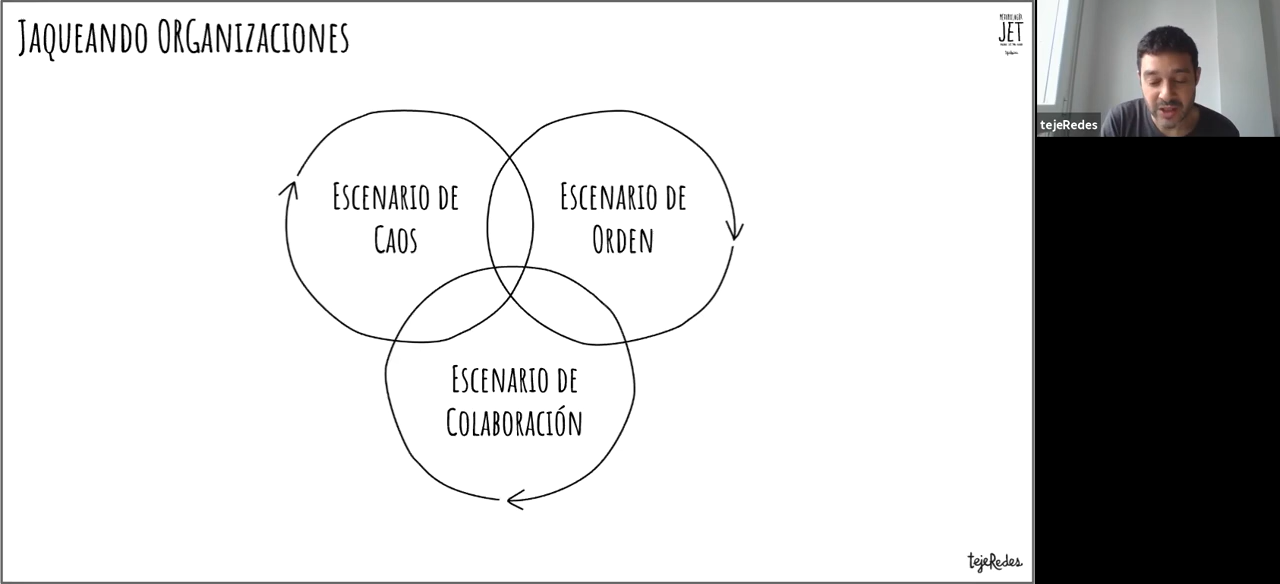 Jaqueando ORGanizaciones
JET
tejeRedes
Escenario de
Caos
Escenario de
Orden
Escenario de
Colaboración
tejeRedes